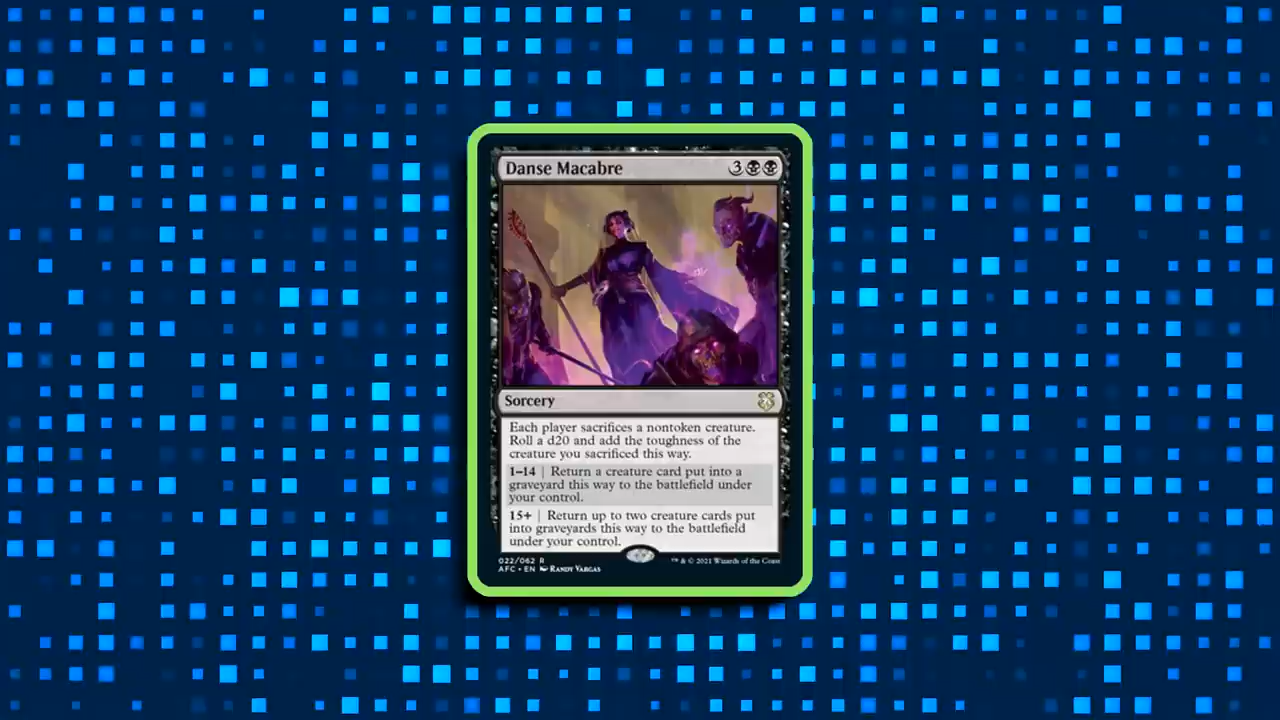 Danse Macabre 3
Sorcery
Each player sacrifices a nontoken creature.
Roll a d20 and add the toughness of the
creature you sacrificed this way.
1–14 | Return a creature card put into a
graveyard this way to the battlefield under
your control.
15+ | Return up to two creature cards put
into graveyards this way to the battlefield
under your control.
022/062 R
AFC • EN Randy Vargas
™ & © 2021 Wizards of the Coast